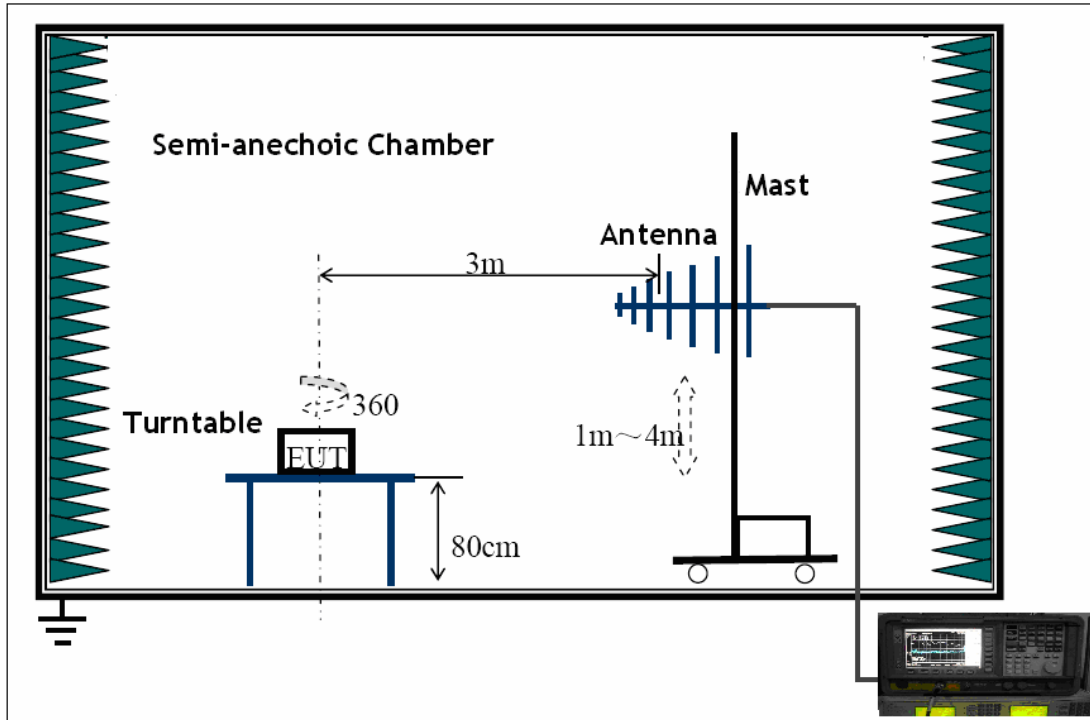 Semi-anechoic Chamber
Mast
Antenna
3m
360
Turntable
EUT
1m～4m
80cm